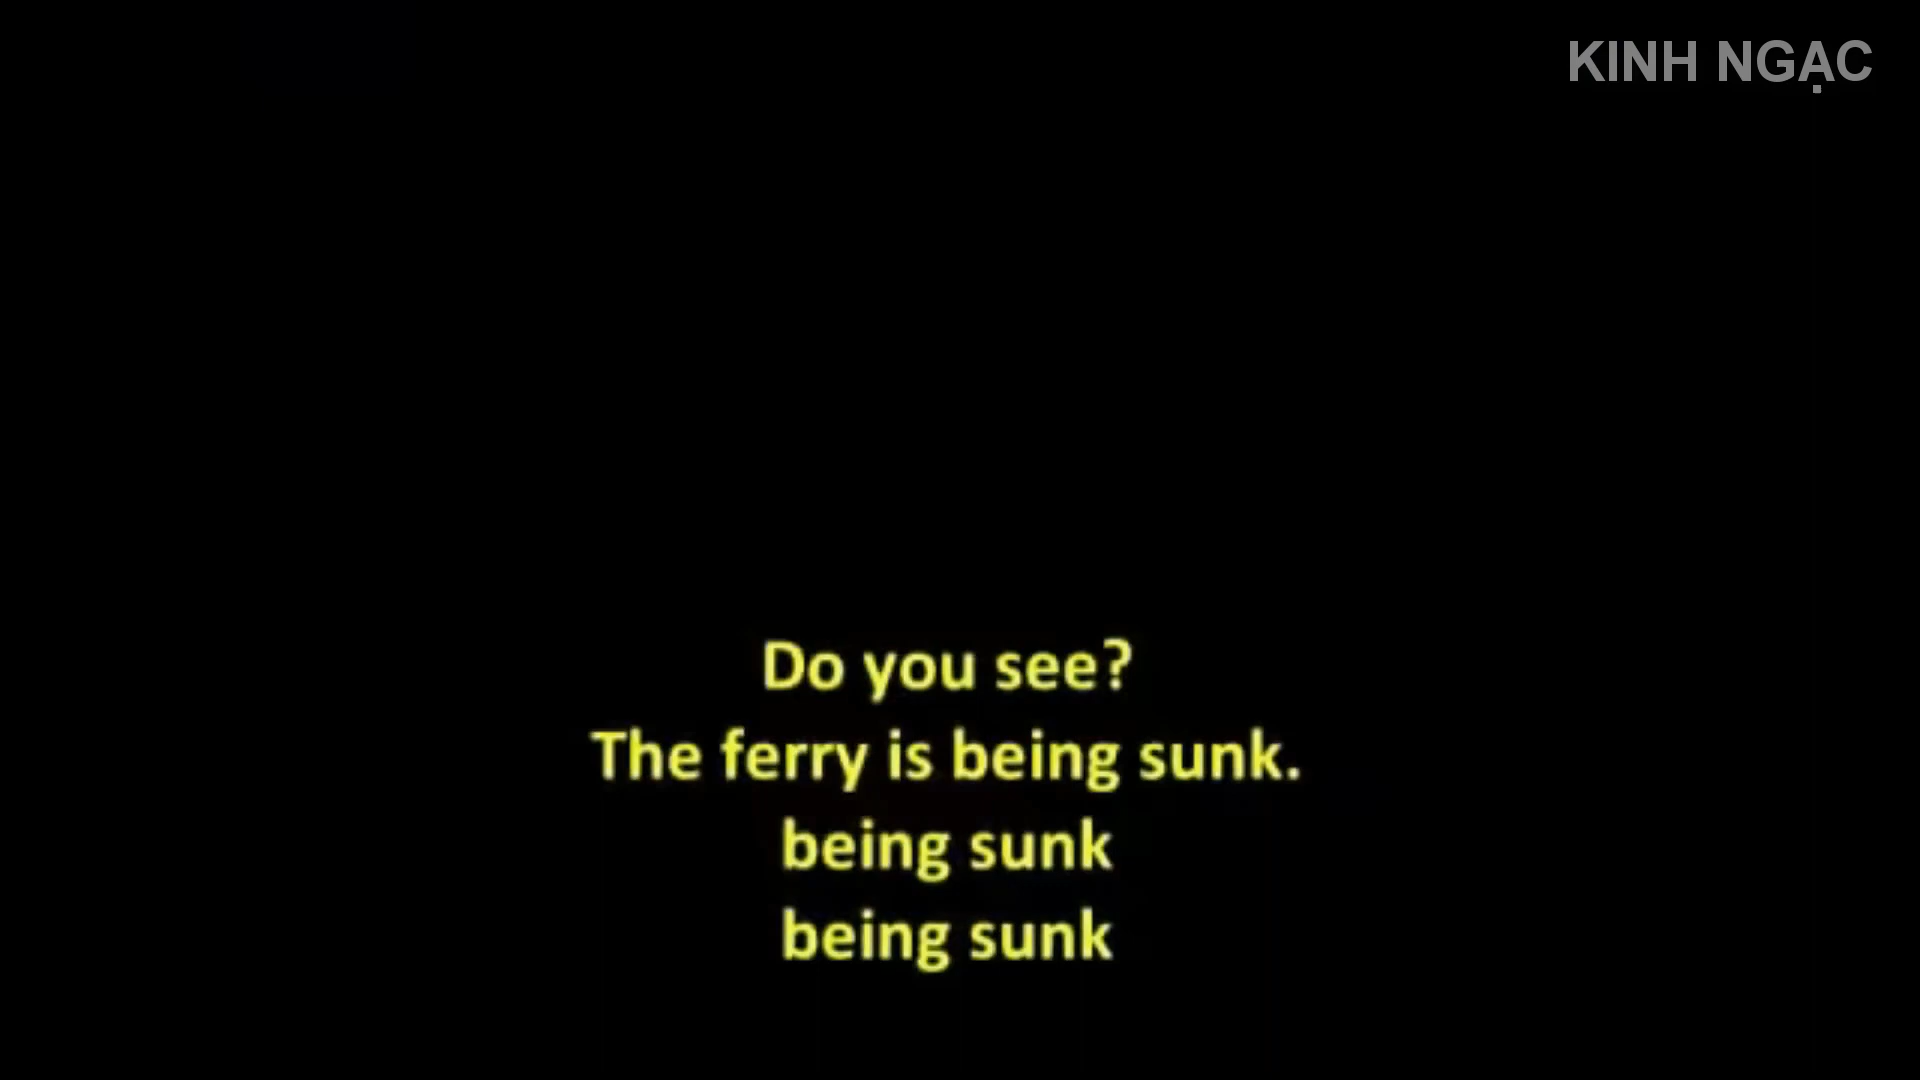 KINH NGẠC
Do you see?
The ferry is being sunk.
being sunk
being sunk